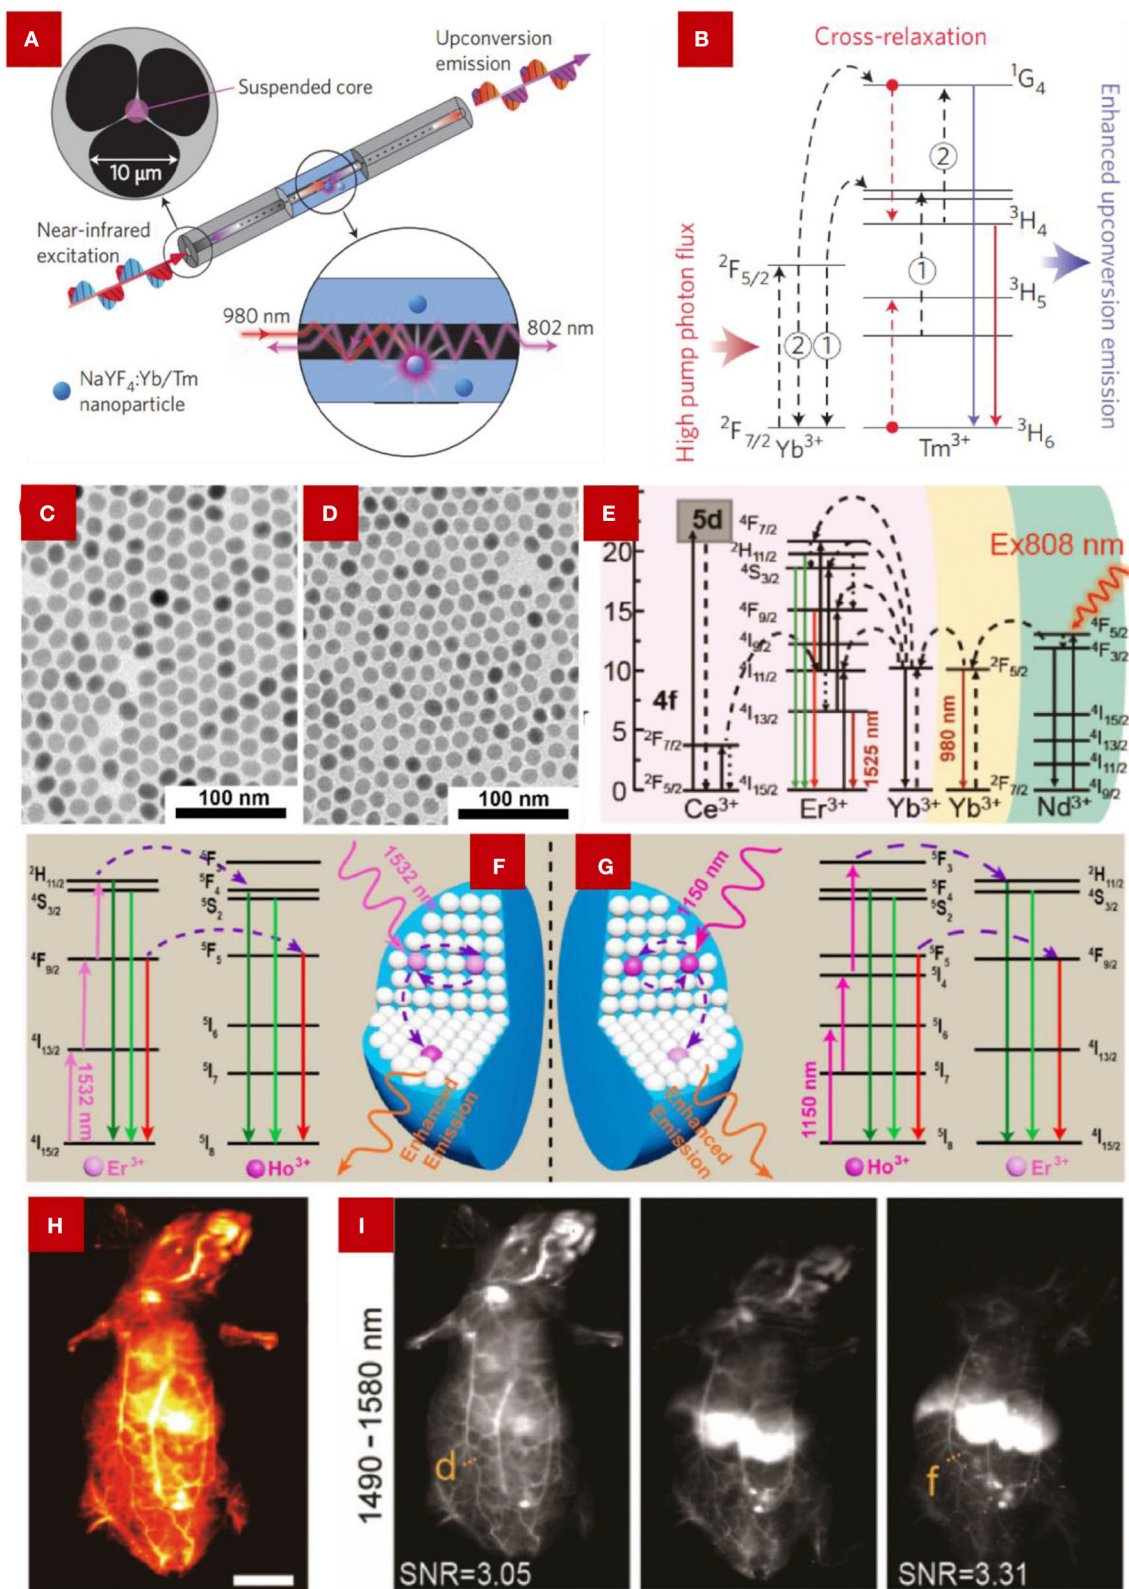 A
Suspended core
10 μm
Upconversion
emission
Near-infrared
excitation
980 nm
802 nm
NaYF₄:Yb/Tm
nanoparticle
B
Cross-relaxation
¹G₄
³H₄
³H₅
³H₆
²F₅/₂
²F₇/₂
Yb³⁺
Tm³⁺
2
1
2
1
High pump photon flux
Enhanced upconversion emission
C
100 nm
D
100 nm
E
5d
4f
20
15
10
5
0
²F₇/₂
²F₅/₂
Ce³⁺
⁴F₇/₂
²H₁₁/₂
⁴S₃/₂
⁴F₉/₂
⁴I₉/₂
⁴I₁₁/₂
⁴I₁₃/₂
⁴I₁₅/₂
Er³⁺
1525 nm
Yb³⁺
980 nm
Yb³⁺
²F₅/₂
²F₇/₂
Ex808 nm
⁴F₅/₂
⁴F₃/₂
⁴I₁₅/₂
⁴I₁₃/₂
⁴I₁₁/₂
⁴I₉/₂
Nd³⁺
F
²H₁₁/₂
⁴S₃/₂
⁴F₉/₂
⁴I₁₃/₂
⁴I₁₅/₂
1532 nm
Er³⁺
⁵F₃
⁵F₄
⁵S₂
⁵F₅
⁵I₆
⁵I₇
⁵I₈
Ho³⁺
1532 nm
Enhanced
Emission
G
1150 nm
Enhanced
Emission
1150 nm
⁵F₃
⁵F₄
⁵S₂
⁵F₅
⁵I₄
⁵I₆
⁵I₇
⁵I₈
Ho³⁺
²H₁₁/₂
⁴S₃/₂
⁴F₉/₂
⁴I₁₃/₂
⁴I₁₅/₂
Er³⁺
H
I
1490 - 1580 nm
d
SNR=3.05
f
SNR=3.31